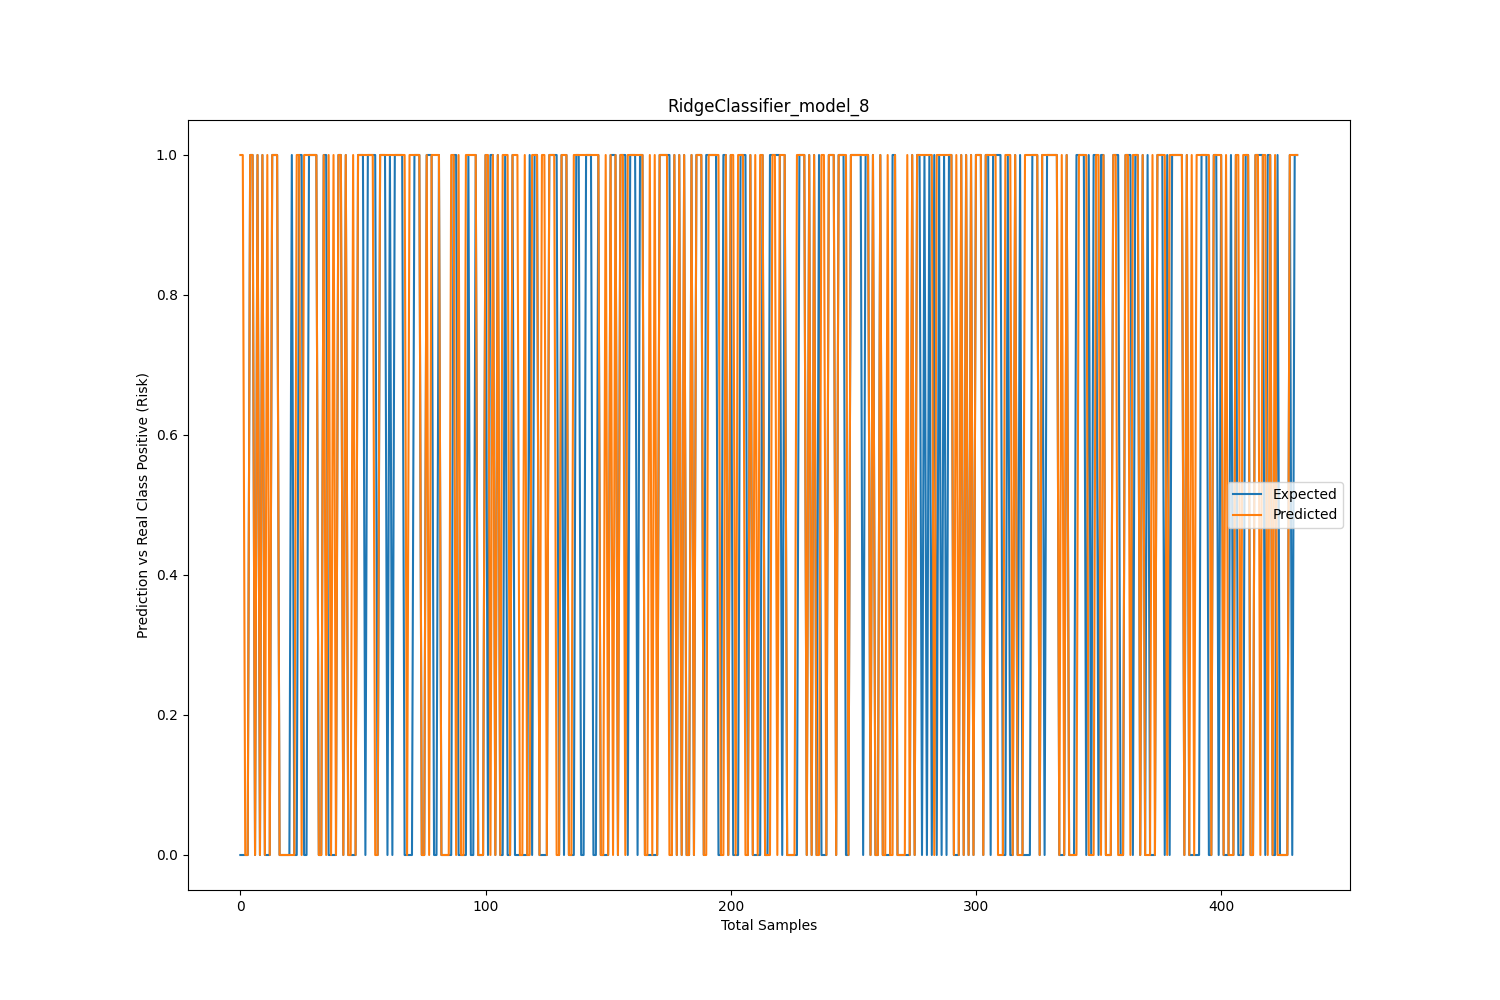 RidgeClassifier_model_8
1.0
0.8
0.6
0.4
0.2
0.0
Prediction vs Real Class Positive (Risk)
Expected
Predicted
0
100
200
300
400
Total Samples